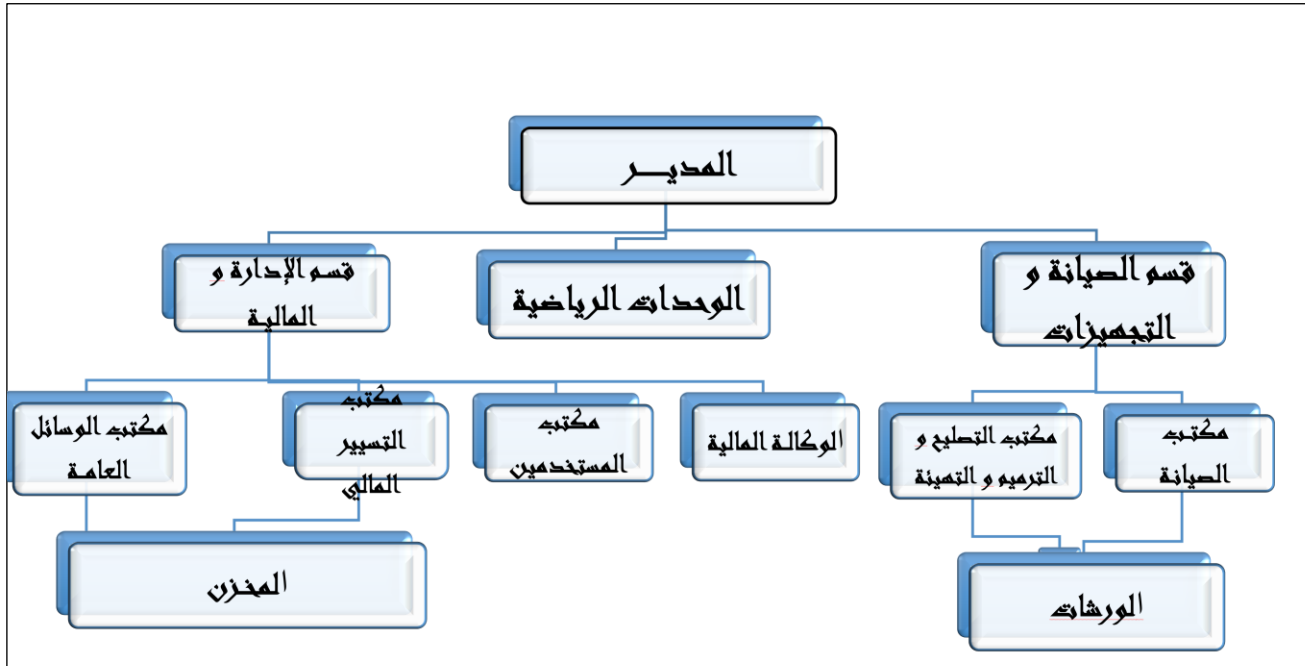 المديـــر
قسم الصيانة و
التجهيزات
الوحدات الرياضية
قسم الإدارة و
المالية
مكتب
الصيانة
مكتب التصليح و
الترميم و التهيئة
الوكالة المالية
مكتب
المستخدمين
مكتب
التسيير
المالي
مكتب الوسائل
العامة
الورشات
المخزن